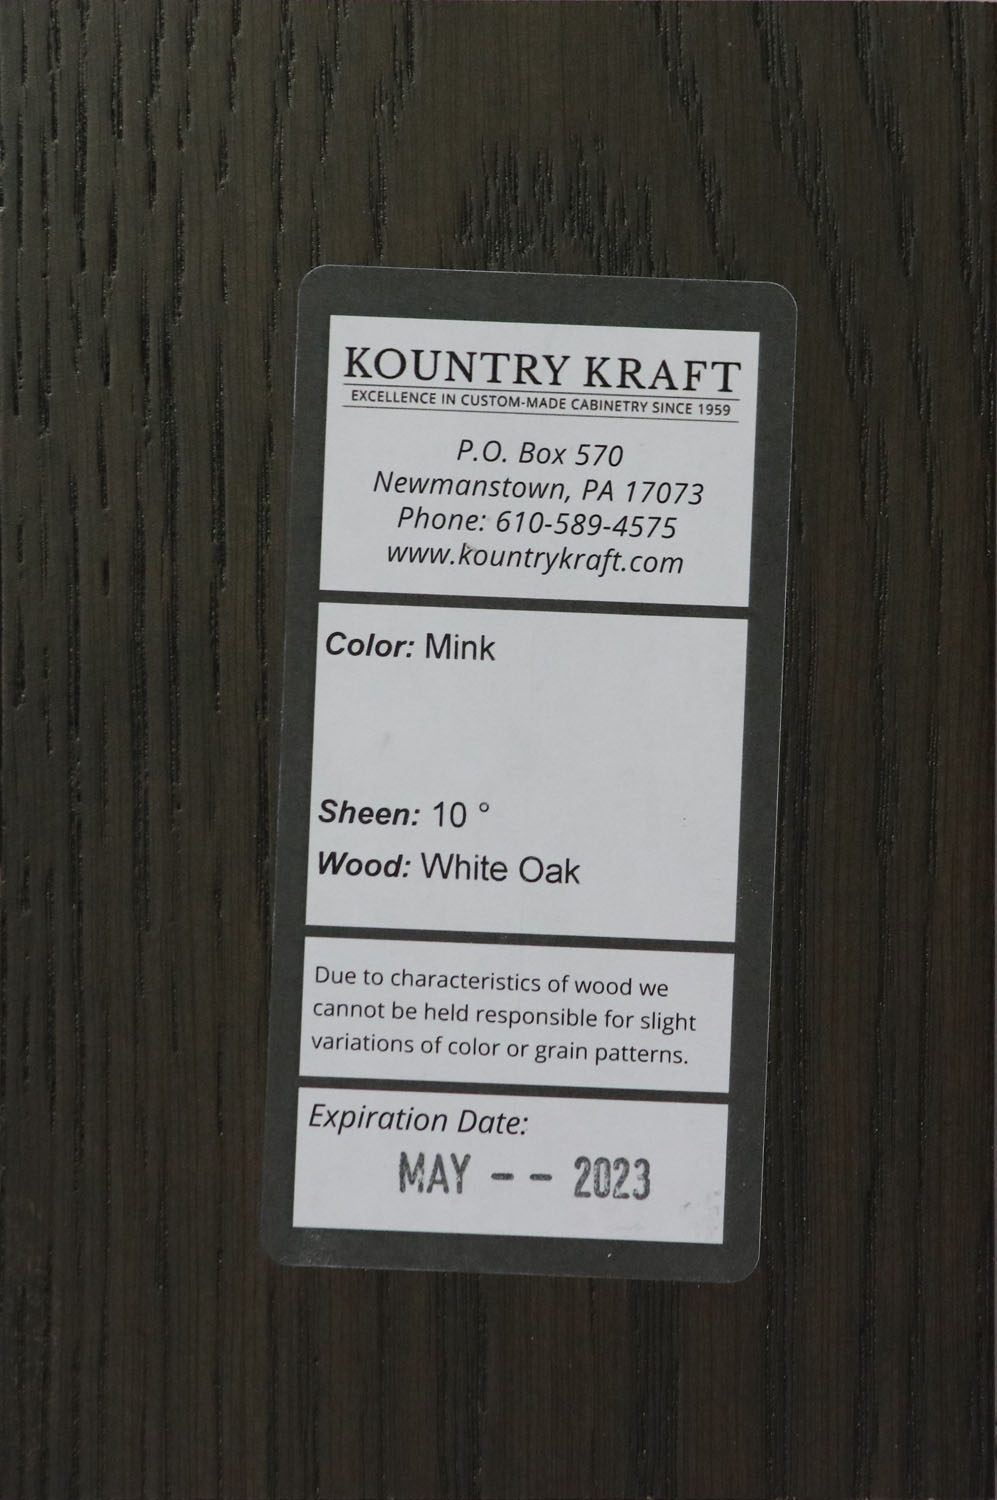 KOUNTRY KRAFT
EXCELLENCE IN CUSTOM-MADE CABINETRY SINCE 1959
P.O. Box 570
Newmanstown, PA 17073
Phone: 610-589-4575
www.kountrykraft.com
Color: Mink
Sheen: 10 °
Wood: White Oak
Due to characteristics of wood we
cannot be held responsible for slight
variations of color or grain patterns.
Expiration Date:
MAY -- 2023